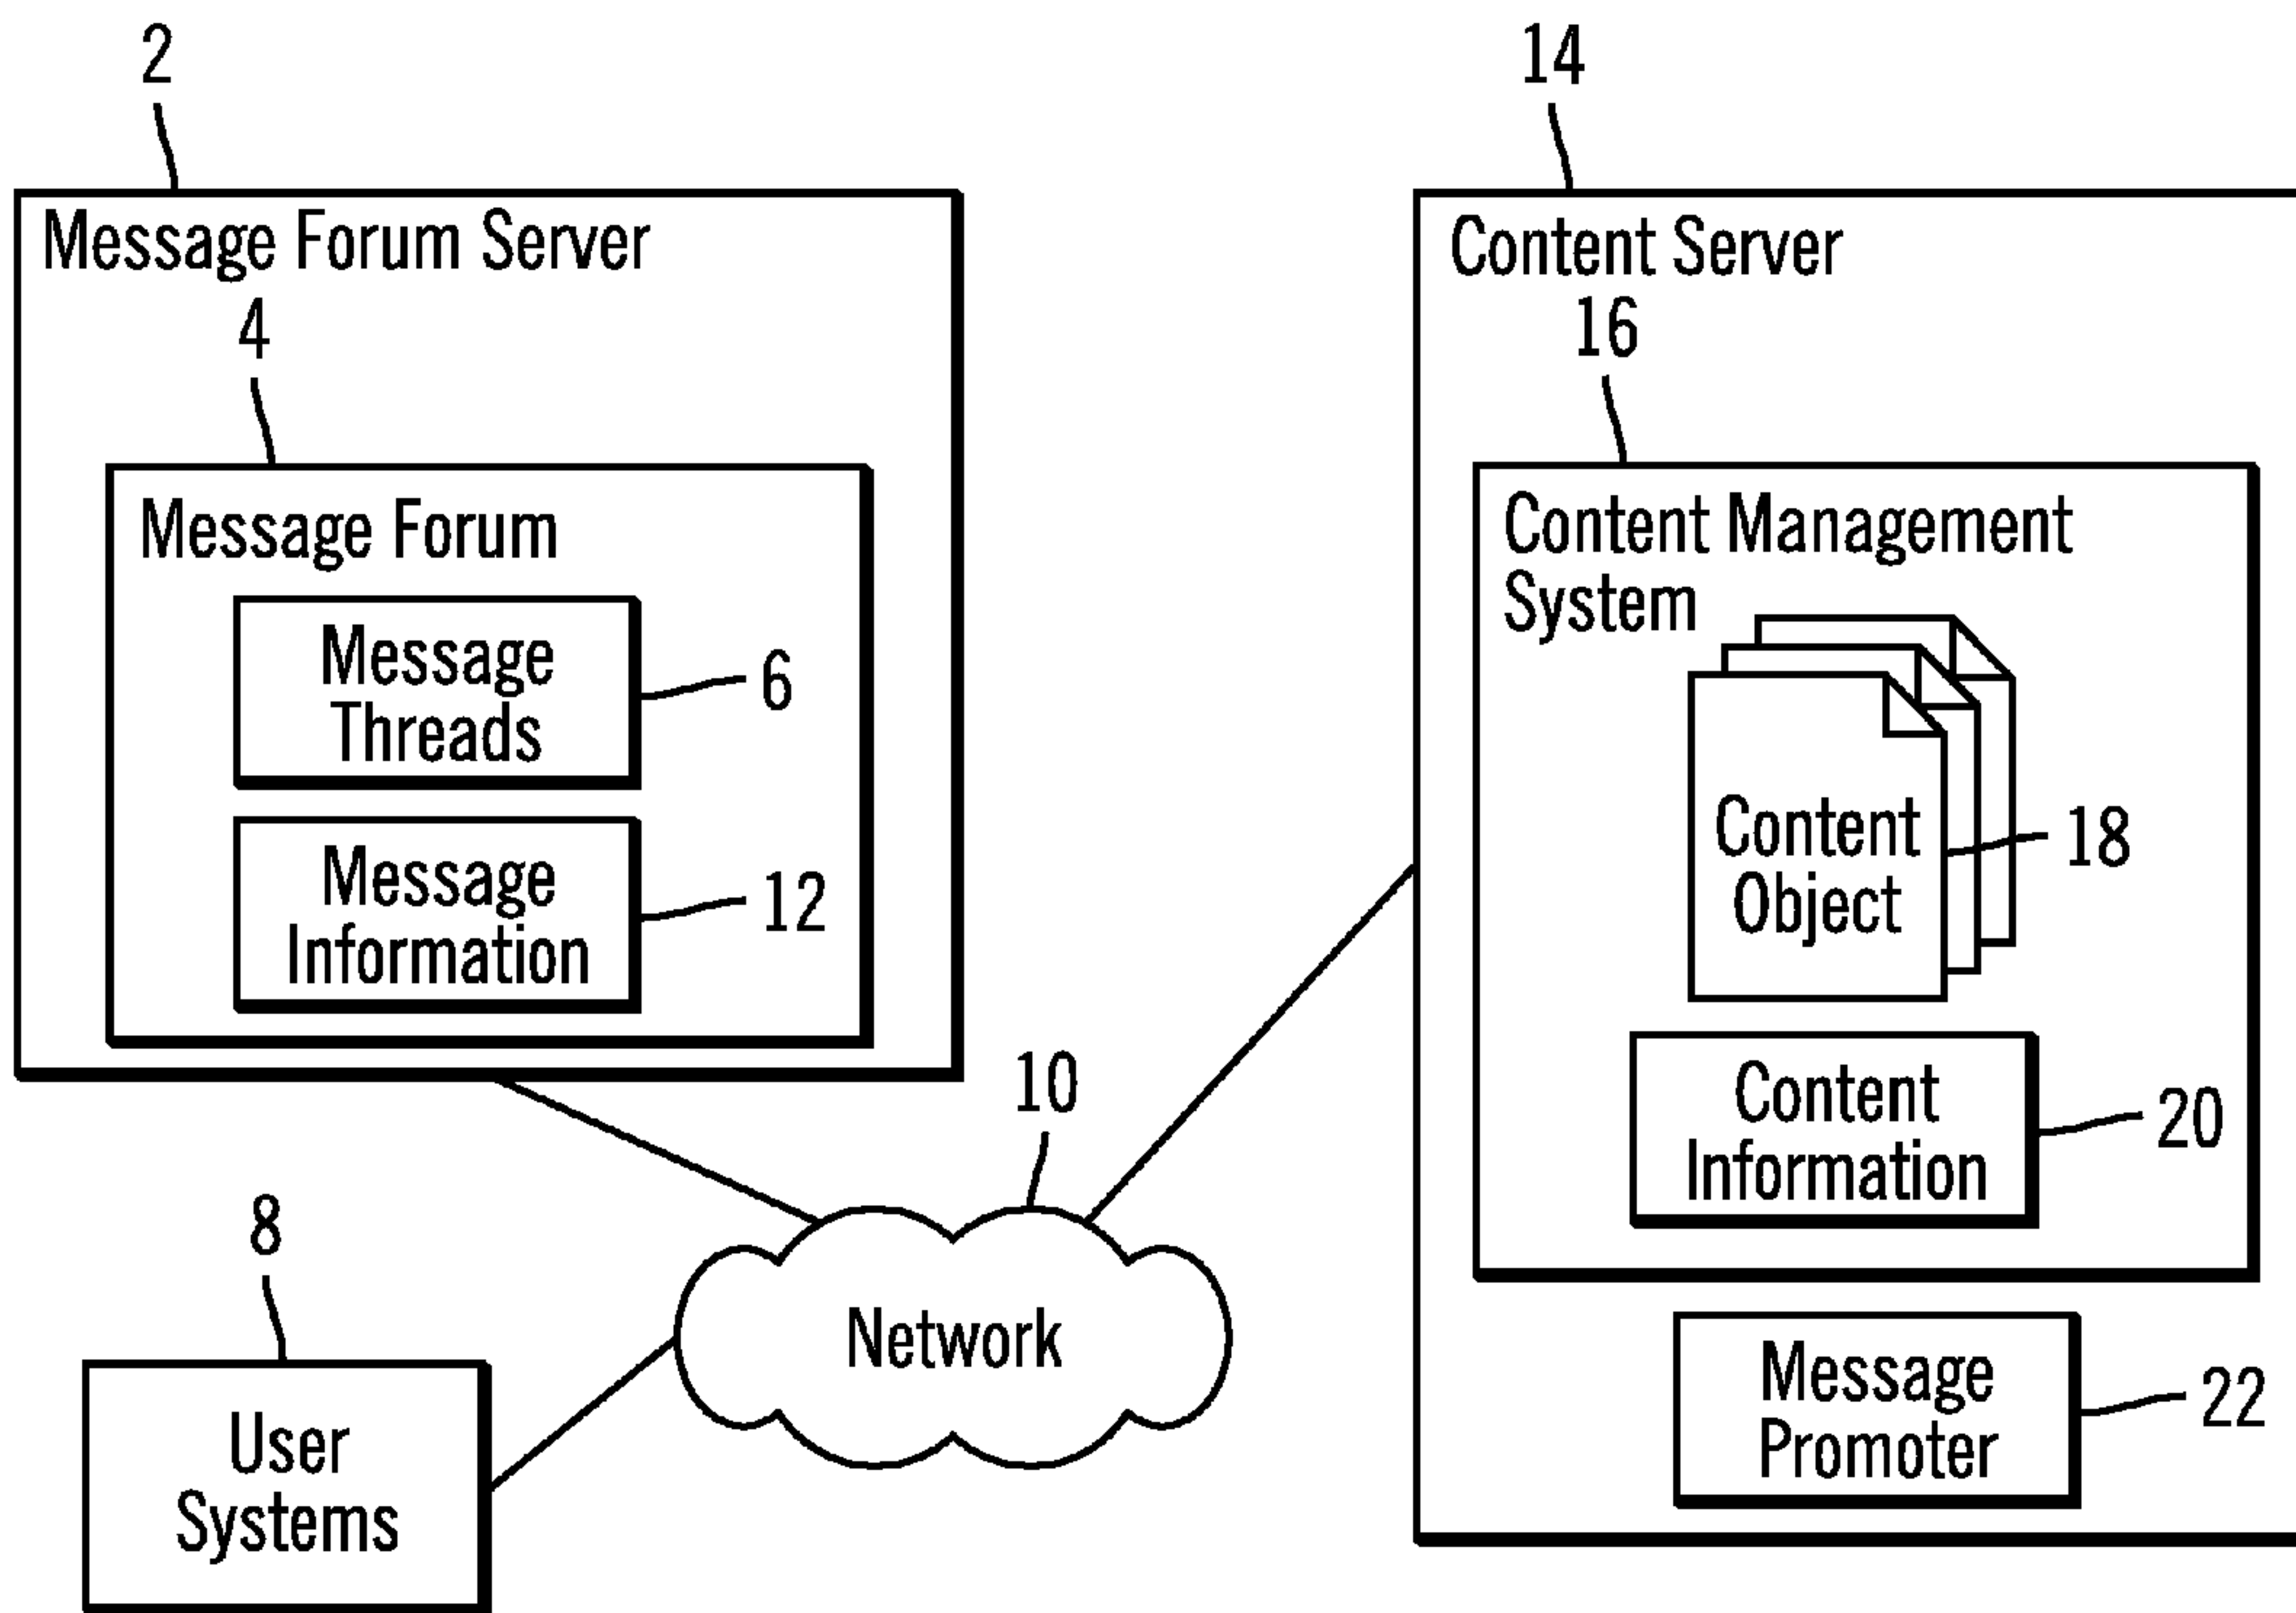 2
Message Forum Server
4
Message Forum
Message
Threads
6
Message
Information
12
10
Network
8
User
Systems
14
Content Server
16
Content Management
System
Content
Object
18
Content
Information
20
Message
Promoter
22